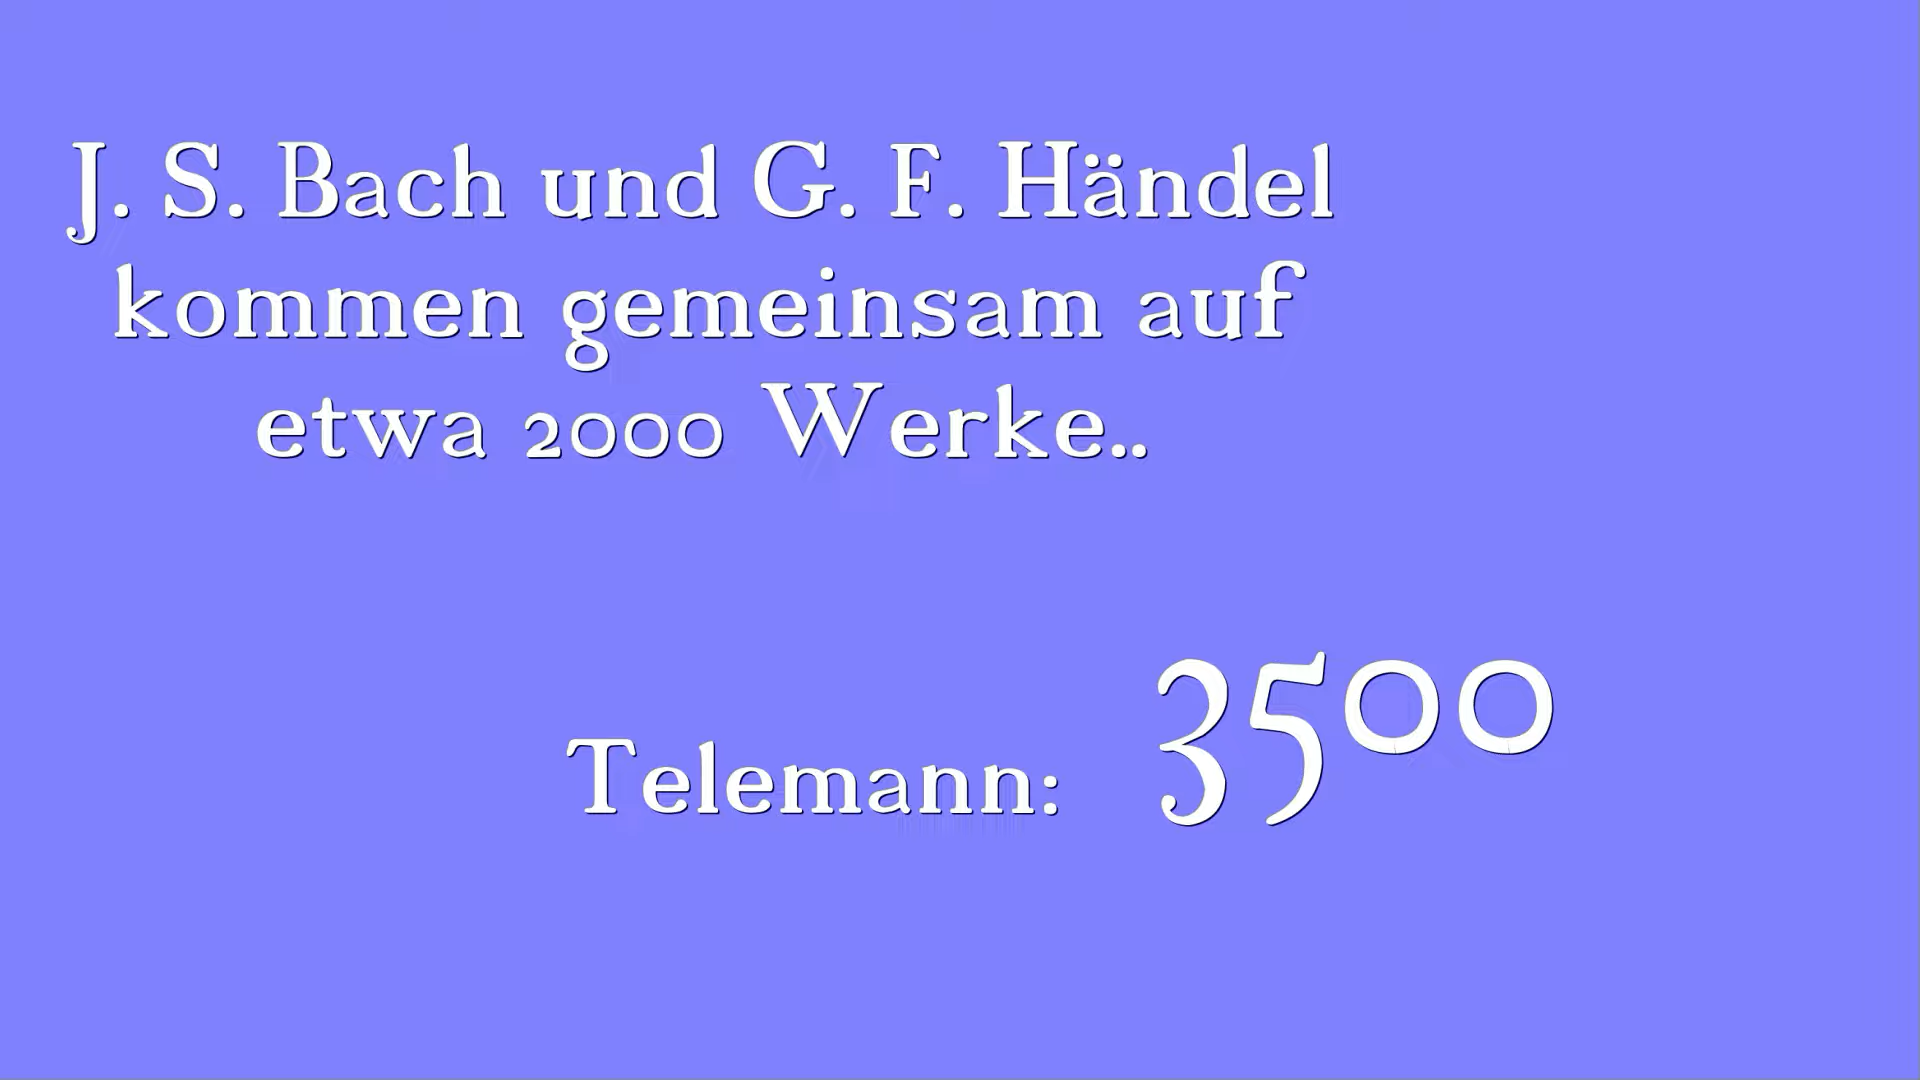 J. S. Bach und G. F. Händel
kommen gemeinsam auf
etwa 2000 Werke..
Telemann: 3500